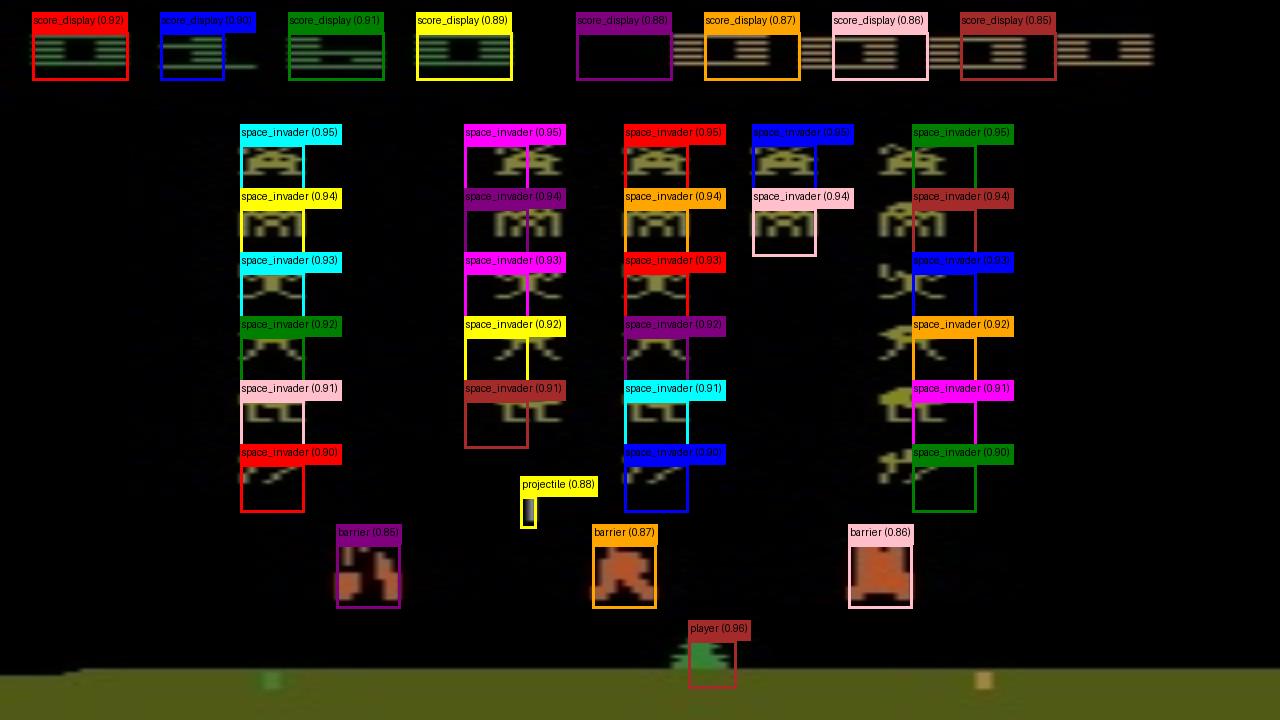 score_display (0.92) score_display (0.90) score_display (0.91) score_display (0.89) score_display (0.88) score_display (0.87) score_display (0.86) score_display (0.85)
space_invader (0.95) space_invader (0.95) space_invader (0.95) space_invader (0.95) space_invader (0.95)
space_invader (0.94) space_invader (0.94) space_invader (0.94) space_invader (0.94) space_invader (0.94)
space_invader (0.93) space_invader (0.93) space_invader (0.93) space_invader (0.93)
space_invader (0.92) space_invader (0.92) space_invader (0.92) space_invader (0.92)
space_invader (0.91) space_invader (0.91) space_invader (0.91) space_invader (0.91)
space_invader (0.90) space_invader (0.90) space_invader (0.90)
projectile (0.88)
barrier (0.85) barrier (0.87) barrier (0.86)
player (0.96)